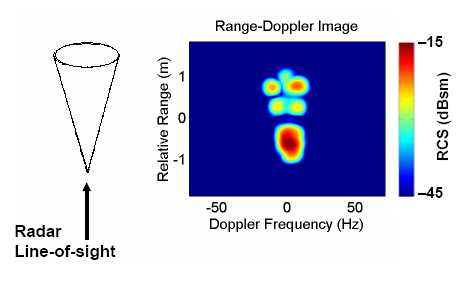 Range-Doppler Image
Relative Range (m)
1
0
-1
-50
0
50
Doppler Frequency (Hz)
–15
RCS (dBsm)
–45
Radar
Line-of-sight